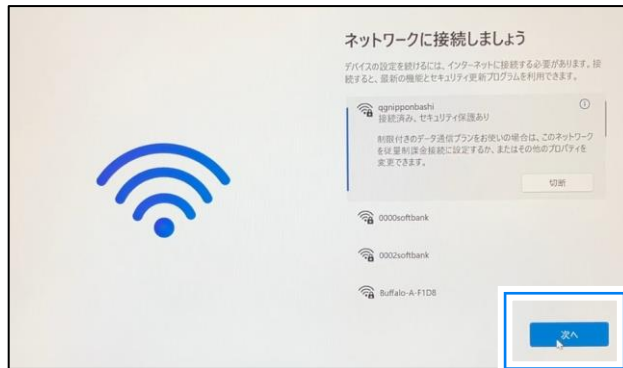 ネットワークに接続しましょう
デバイスの設定を続けるには、インターネットに接続する必要があります。接
続すると、最新の機能とセキュリティ更新プログラムを利用できます。
qgnipponbashi
接続済み、セキュリティ保護あり
制限付きのデータ通信プランをお使いの場合は、このネットワーク
を従量制課金接続に設定するか、またはその他のプロパティを
変更できます。
切断
0000softbank
0002softbank
Buffalo-A-F1D8
次へ